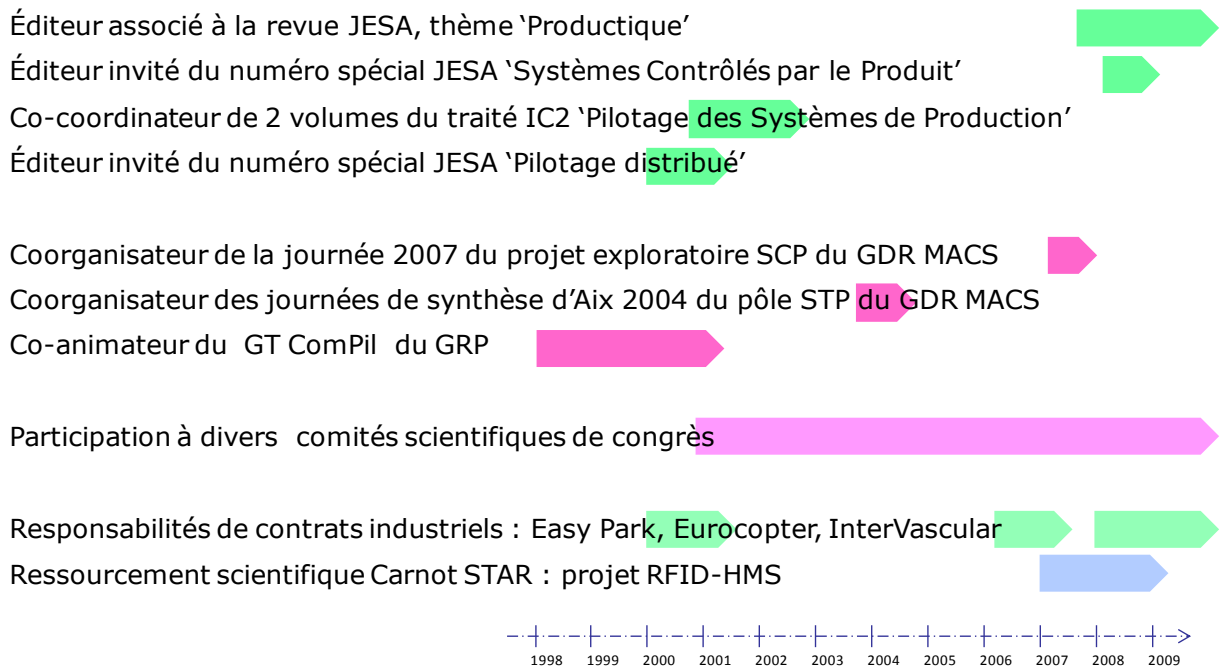 Éditeur associé à la revue JESA, thème ‘Productique’
Éditeur invité du numéro spécial JESA ‘Systèmes Contrôlés par le Produit’
Co-coordinateur de 2 volumes du traité IC2 ‘Pilotage des Systèmes de Production’
Éditeur invité du numéro spécial JESA ‘Pilotage distribué’
Coorganisateur de la journée 2007 du projet exploratoire SCP du GDR MACS
Coorganisateur des journées de synthèse d’Aix 2004 du pôle STP du GDR MACS
Co-animateur du GT ComPil du GRP
Participation à divers comités scientifiques de congrès
Responsabilités de contrats industriels : Easy Park, Eurocopter, InterVascular
Ressourcement scientifique Carnot STAR : projet RFID-HMS
1998 1999 2000 2001 2002 2003 2004 2005 2006 2007 2008 2009